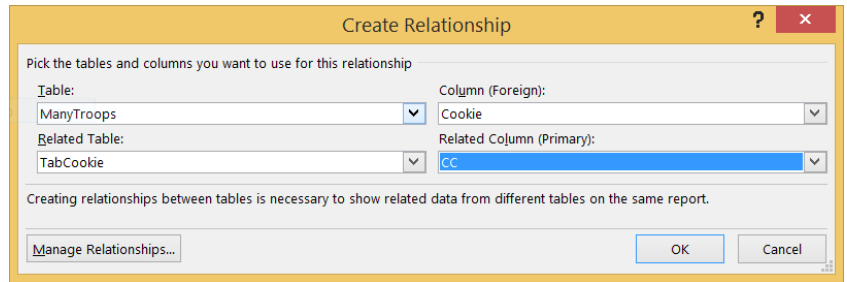 Create Relationship
?
Pick the tables and columns you want to use for this relationship
Table: Column (Foreign):
ManyTroops Cookie
Related Table: Related Column (Primary):
TabCookie CC
Creating relationships between tables is necessary to show related data from different tables on the same report.
Manage Relationships... OK Cancel